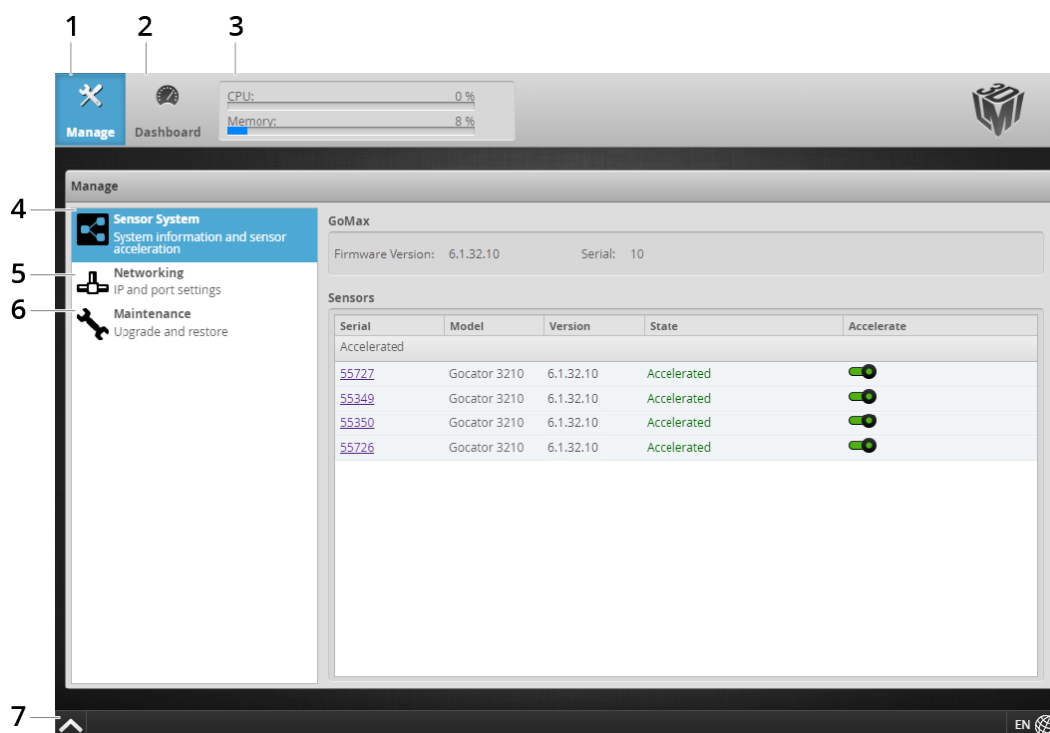 1 2 3
CPU: 0 %
Memory: 8 %
Manage Dashboard
3D
LMI
Manage
4
Sensor System
System information and sensor
acceleration
5
Networking
IP and port settings
6
Maintenance
Upgrade and restore
GoMax
Firmware Version: 6.1.32.10 Serial: 10
Sensors
Serial Model Version State Accelerate
Accelerated
55727 Gocator 3210 6.1.32.10 Accelerated
55349 Gocator 3210 6.1.32.10 Accelerated
55350 Gocator 3210 6.1.32.10 Accelerated
55726 Gocator 3210 6.1.32.10 Accelerated
7
EN